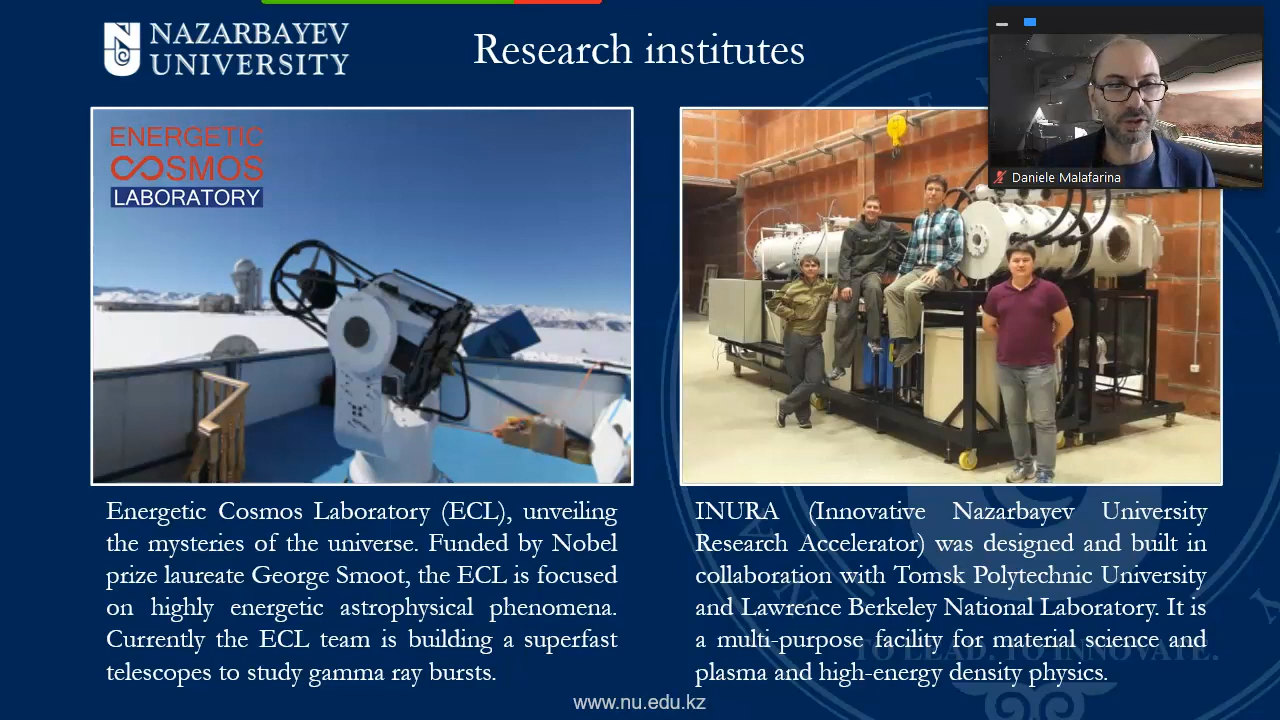 NAZARBAYEV
UNIVERSITY
Research institutes
ENERGETIC
COSMOS
LABORATORY
Daniele Malafarina
Energetic Cosmos Laboratory (ECL), unveiling
the mysteries of the universe. Funded by Nobel
prize laureate George Smoot, the ECL is focused
on highly energetic astrophysical phenomena.
Currently the ECL team is building a superfast
telescopes to study gamma ray bursts.
INURA (Innovative Nazarbayev University
Research Accelerator) was designed and built in
collaboration with Tomsk Polytechnic University
and Lawrence Berkeley National Laboratory. It is
a multi-purpose facility for material science and
plasma and high-energy density physics.
TO LEAD. TO INNOVATE.
www.nu.edu.kz